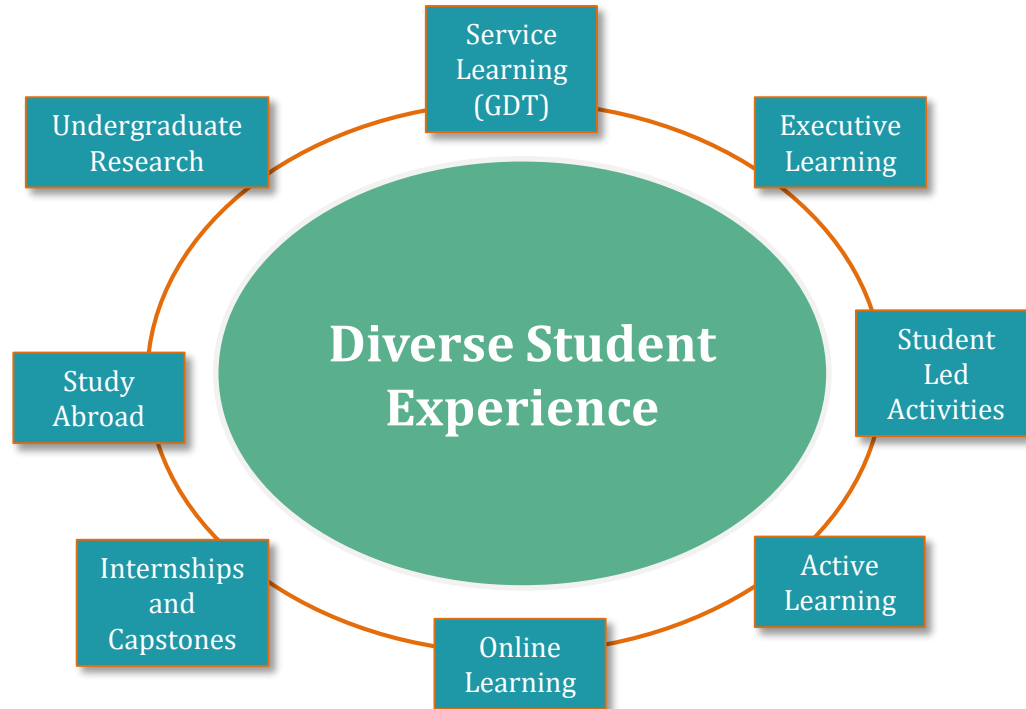 Service
Learning
(GDT)
Executive
Learning
Student
Led
Activities
Active
Learning
Online
Learning
Internships
and
Capstones
Study
Abroad
Undergraduate
Research
Diverse Student
Experience